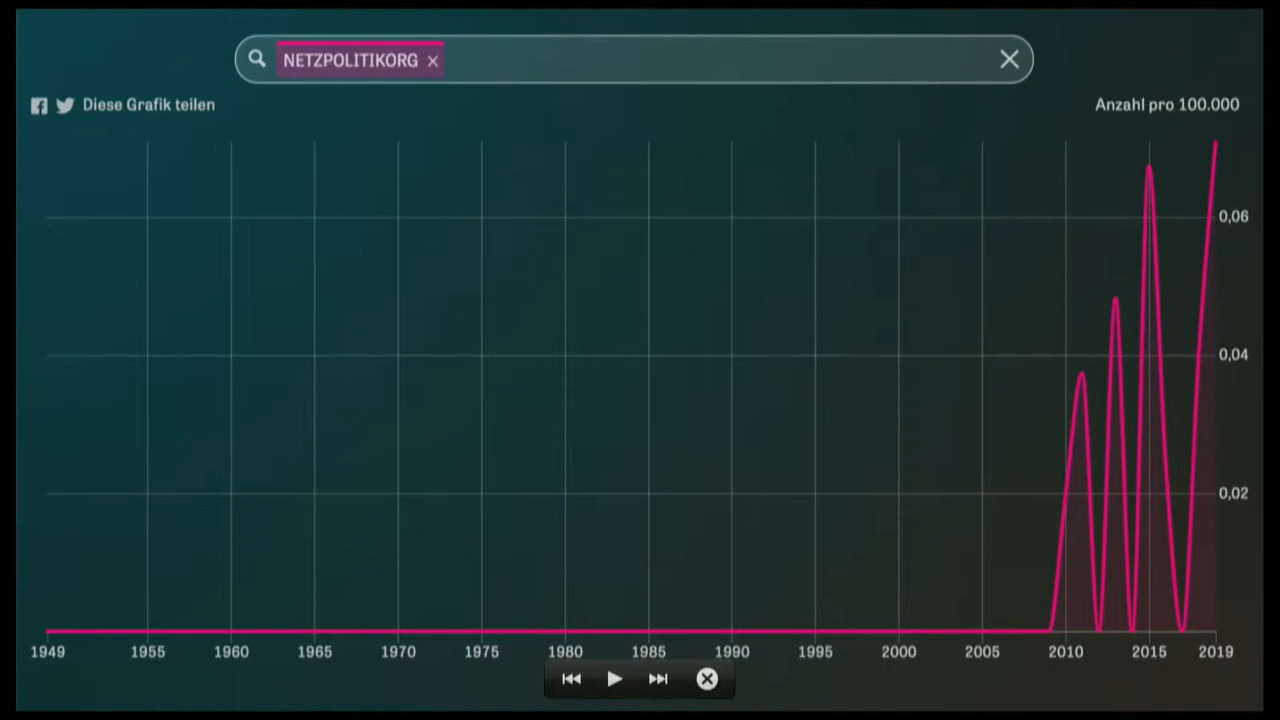 NETZPOLITIKORG ×
Diese Grafik teilen
Anzahl pro 100.000
0,06
0,04
0,02
1949 1955 1960 1965 1970 1975 1980 1985 1990 1995 2000 2005 2010 2015 2019